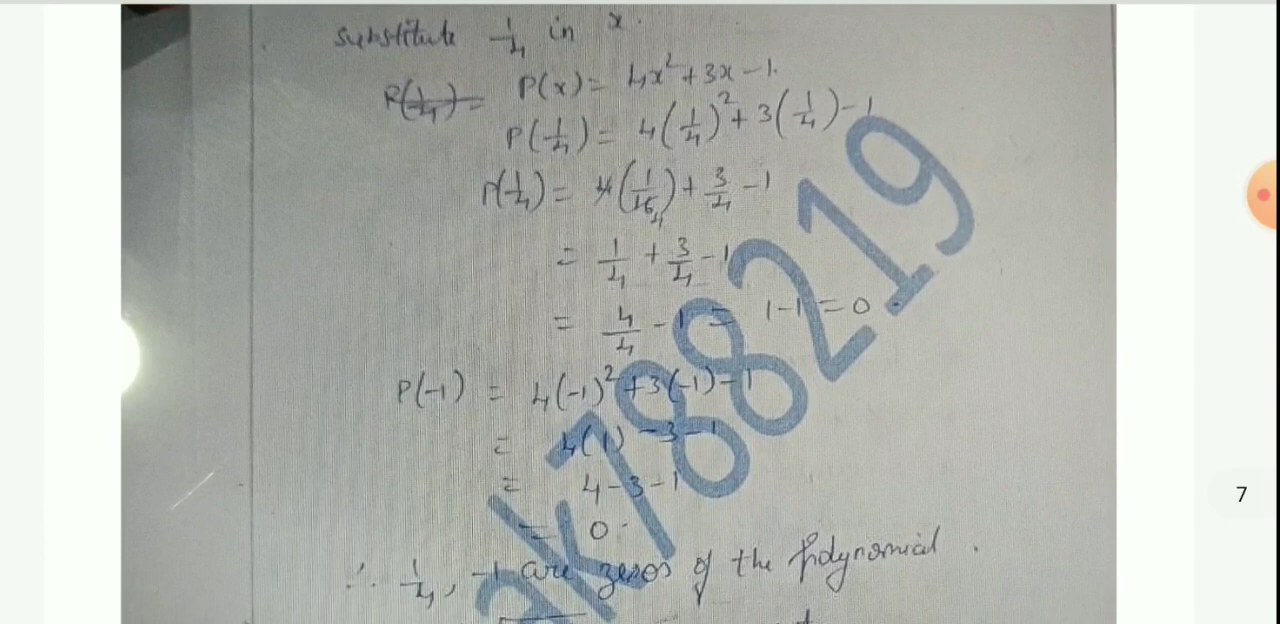 substitute 1/4 in x.
P(1/4) = P(x) = 4x² + 3x - 1.
P(1/4) = 4(1/4)² + 3(1/4) - 1
P(1/4) = 4(1/16) + 3/4 - 1
4
= 1/4 + 3/4 - 1
= 4/4 - 1 = 1 - 1 = 0.
P(-1) = 4(-1)² + 3(-1) - 1
= 4(1) - 3 - 1
= 4 - 3 - 1
= 0.
∴ 1/4, -1 are zeros of the polynomial.
ak788219
7